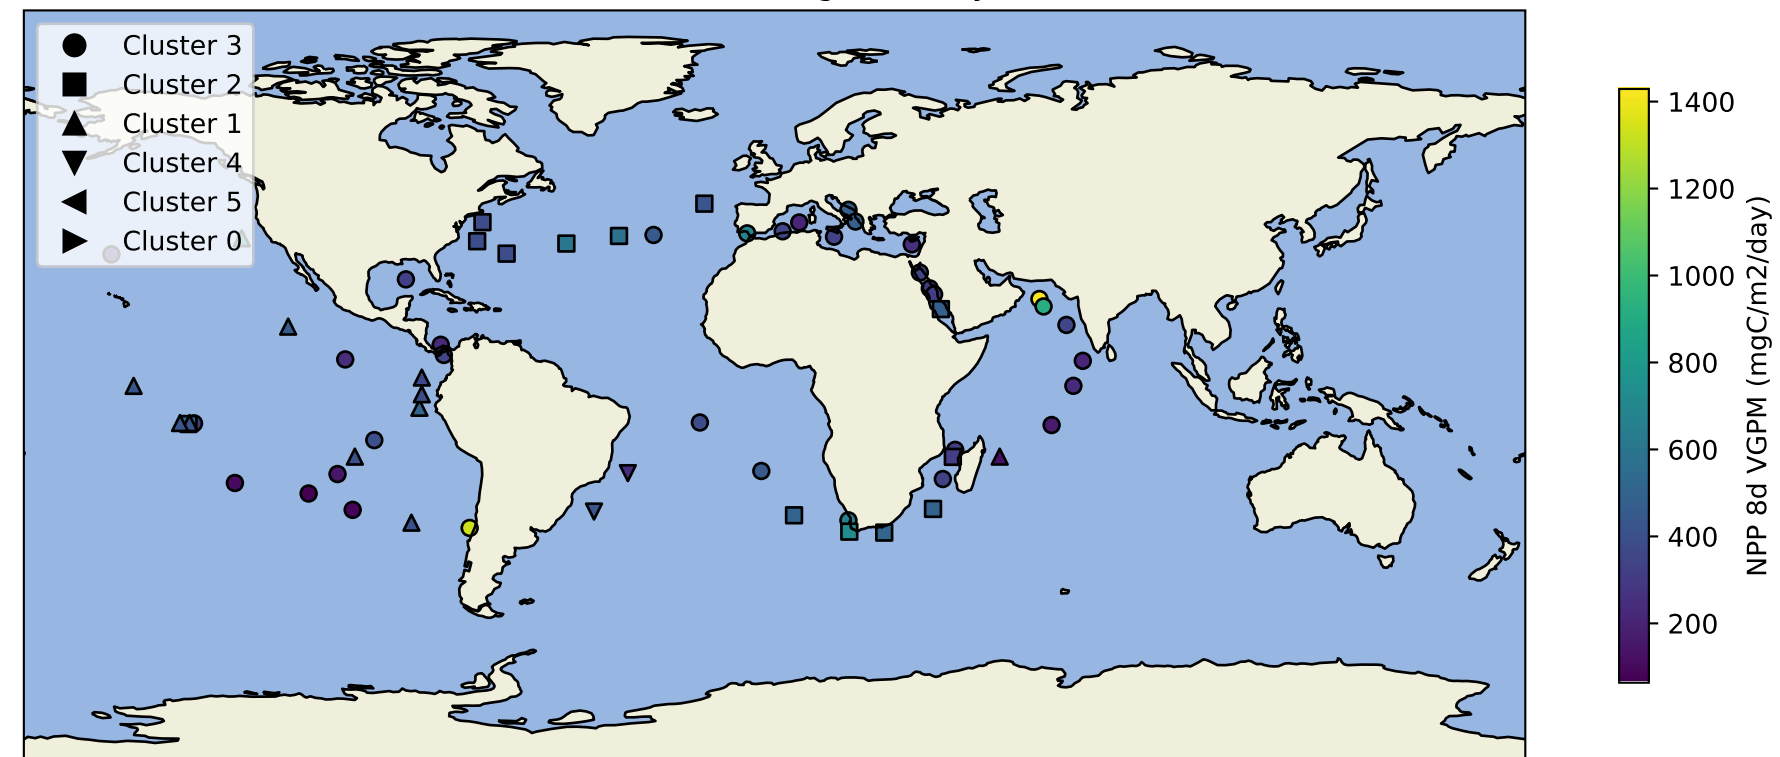 Cluster 3
Cluster 2
Cluster 1
Cluster 4
Cluster 5
Cluster 0
1400
1200
1000
800
600
400
200
NPP 8d VGPM (mgC/m2/day)